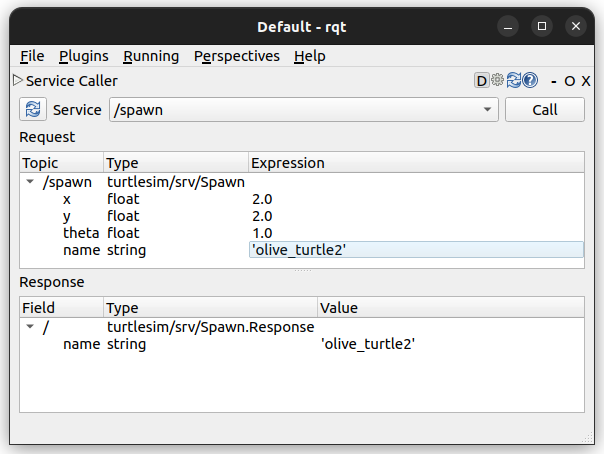 Default - rqt
File Plugins Running Perspectives Help
Service Caller D - O X
Service /spawn Call
Request
Topic Type Expression
/spawn turtlesim/srv/Spawn
x float 2.0
y float 2.0
theta float 1.0
name string 'olive_turtle2'
Response
Field Type Value
/ turtlesim/srv/Spawn.Response
name string 'olive_turtle2'